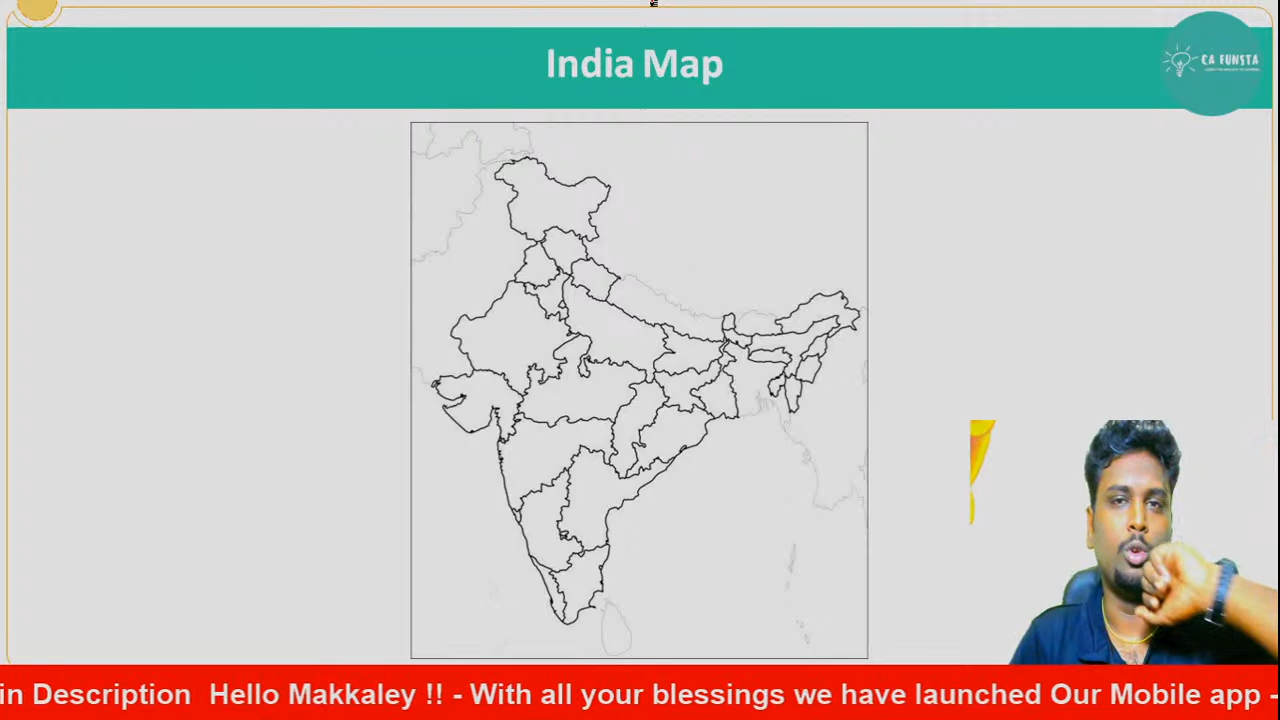 India Map
CA FUNSTA
in Description Hello Makkaley !! - With all your blessings we have launched Our Mobile app -